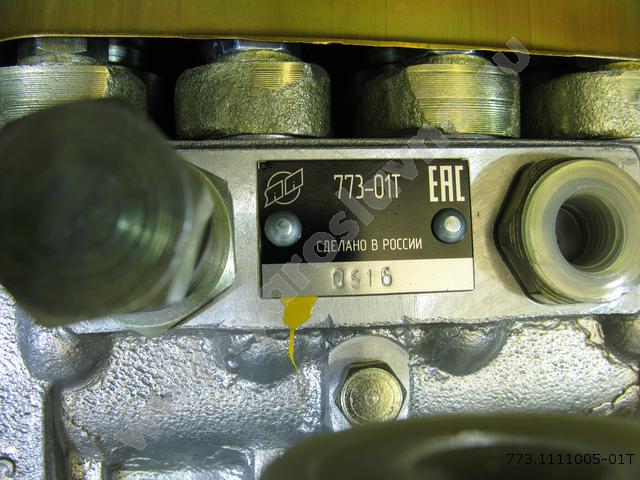 773-01Т
ЕАС
СДЕЛАНО В РОССИИ
0516
773.1111005-01Т